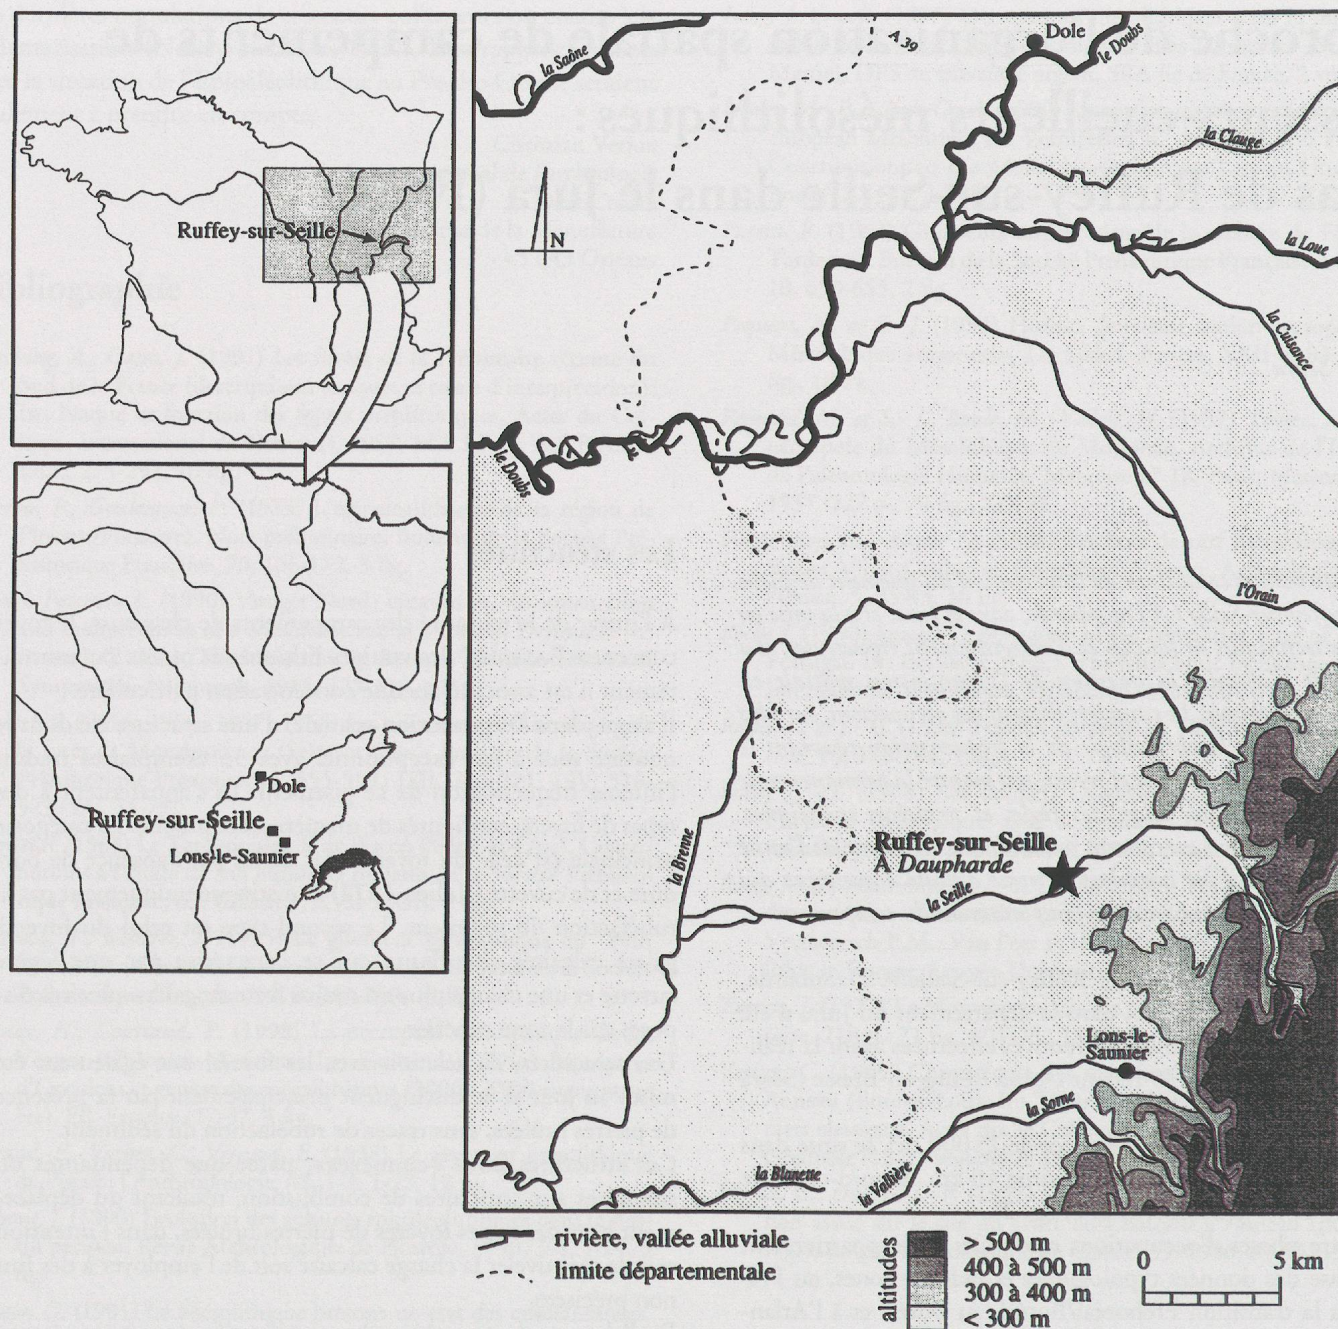 Ruffey-sur-Seille
Dole
Ruffey-sur-Seille
Lons-le-Saunier
la Saône
A 39
Dole
le Doubs
la Clauge
N
la Loue
la Cuisance
le Doubs
l'Orain
la Brenne
Ruffey-sur-Seille
A Daupharde
la Seille
Lons-le-
Saunier
la Sorne
la Blanette
la Vallière
rivière, vallée alluviale
limite départementale
altitudes
> 500 m
400 à 500 m
300 à 400 m
< 300 m
0 5 km